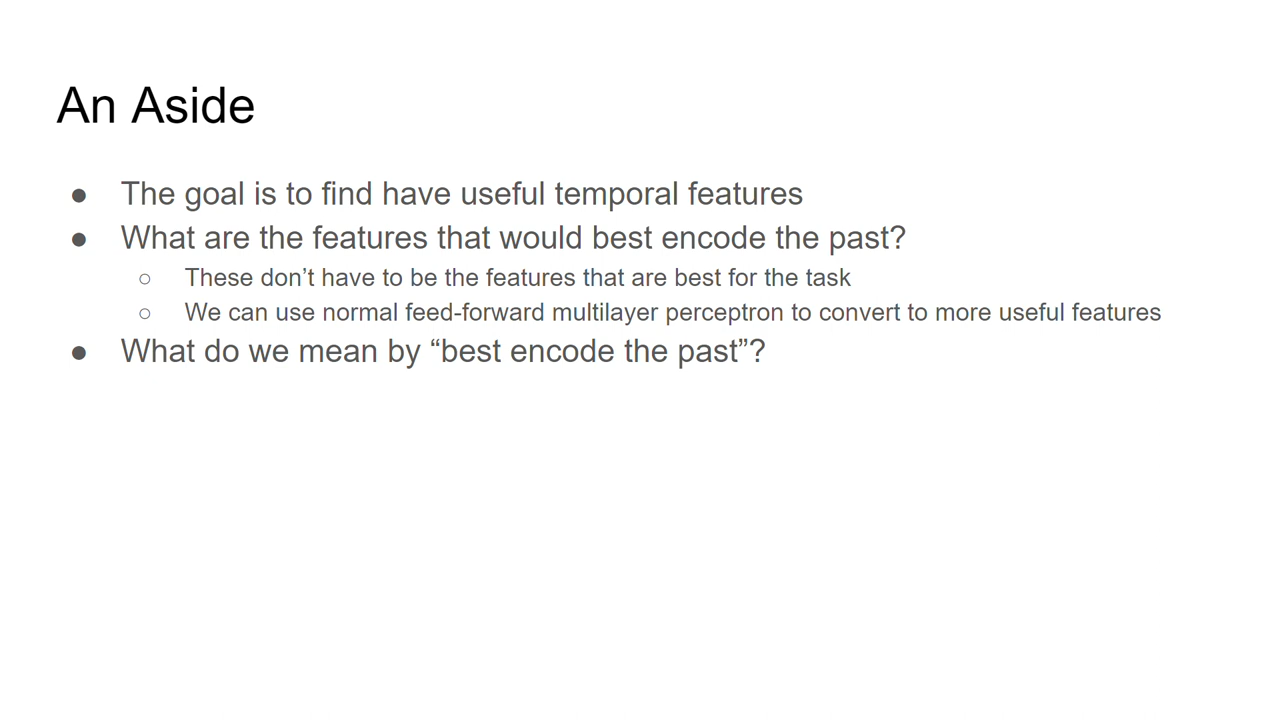 An Aside
● The goal is to find have useful temporal features
● What are the features that would best encode the past?
○ These don’t have to be the features that are best for the task
○ We can use normal feed-forward multilayer perceptron to convert to more useful features
● What do we mean by “best encode the past”?